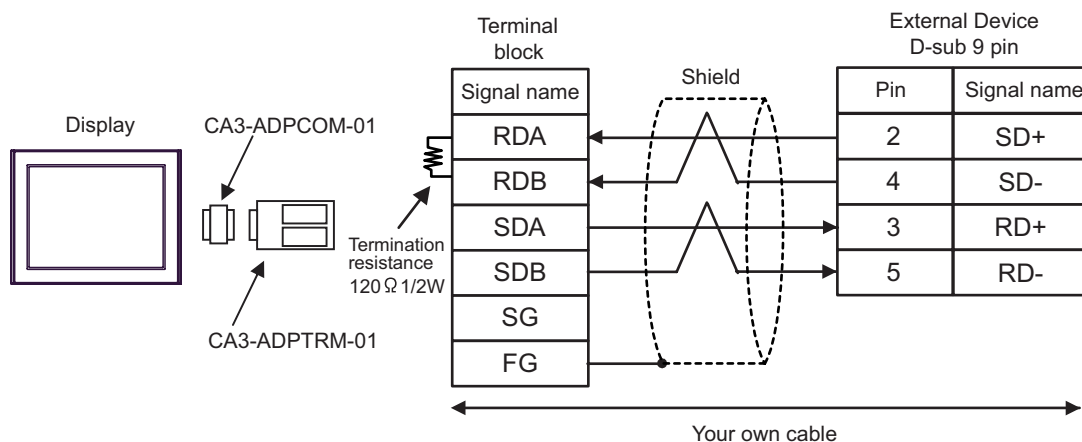 Display
CA3-ADPCOM-01
CA3-ADPTRM-01
Termination
resistance
120Ω 1/2W
Terminal
block
Signal name
RDA
RDB
SDA
SDB
SG
FG
Shield
External Device
D-sub 9 pin
Pin Signal name
2 SD+
4 SD-
3 RD+
5 RD-
Your own cable